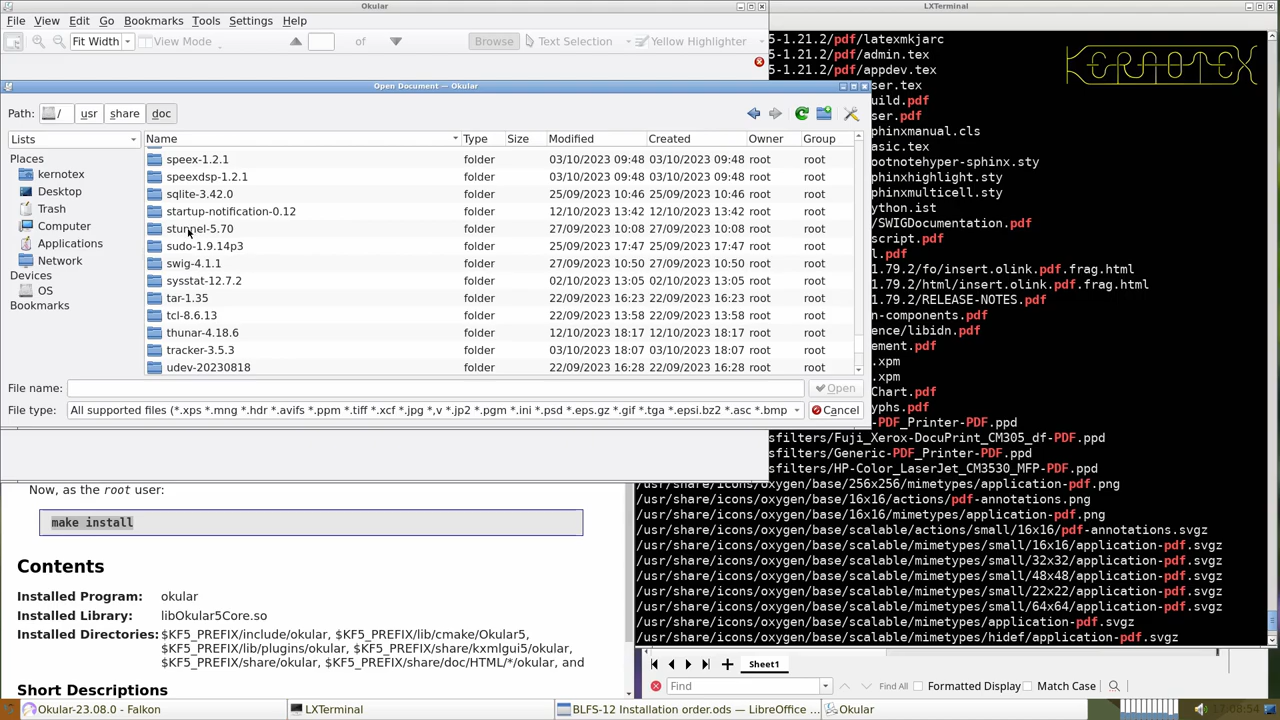 Okular
File View Edit Go Bookmarks Tools Settings Help
Fit Width View Mode of Browse Text Selection Yellow Highlighter
Open Document — Okular
Path: / usr share doc
Lists
Places
kernotex
Desktop
Trash
Computer
Applications
Network
Devices
OS
Bookmarks
Name Type Size Modified Created Owner Group
speex-1.2.1 folder 03/10/2023 09:48 03/10/2023 09:48 root root
speexdsp-1.2.1 folder 03/10/2023 09:48 03/10/2023 09:48 root root
sqlite-3.42.0 folder 25/09/2023 10:46 25/09/2023 10:46 root root
startup-notification-0.12 folder 12/10/2023 13:42 12/10/2023 13:42 root root
stunnel-5.70 folder 27/09/2023 10:08 27/09/2023 10:08 root root
sudo-1.9.14p3 folder 25/09/2023 17:47 25/09/2023 17:47 root root
swig-4.1.1 folder 27/09/2023 10:50 27/09/2023 10:50 root root
sysstat-12.7.2 folder 02/10/2023 13:05 02/10/2023 13:05 root root
tar-1.35 folder 22/09/2023 16:23 22/09/2023 16:23 root root
tcl-8.6.13 folder 22/09/2023 13:58 22/09/2023 13:58 root root
thunar-4.18.6 folder 12/10/2023 18:17 12/10/2023 18:17 root root
tracker-3.5.3 folder 03/10/2023 18:07 03/10/2023 18:07 root root
udev-20230818 folder 22/09/2023 16:28 22/09/2023 16:28 root root
File name: Open
File type: All supported files (*.xps *.mng *.hdr *.avifs *.ppm *.tiff *.xcf *.jpg *,v *.jp2 *.pgm *.ini *.psd *.eps.gz *.gif *.tga *.epsi.bz2 *.asc *.bmp Cancel
LXTerminal
KERNOTEX
5-1.21.2/pdf/latexmkjarc
5-1.21.2/pdf/admin.tex
5-1.21.2/pdf/appdev.tex
ser.tex
uild.pdf
ser.pdf
phinxmanual.cls
asic.tex
ootnotehyper-sphinx.sty
phinxhighlight.sty
phinxmulticell.sty
ython.ist
/SWIGDocumentation.pdf
script.pdf
l.pdf
1.79.2/fo/insert.olink.pdf.frag.html
1.79.2/html/insert.olink.pdf.frag.html
1.79.2/RELEASE-NOTES.pdf
n-components.pdf
ence/libidn.pdf
ement.pdf
.xpm
.xpm
Chart.pdf
yphs.pdf
-PDF_Printer-PDF.ppd
sfilters/Fuji_Xerox-DocuPrint_CM305_df-PDF.ppd
sfilters/Generic-PDF_Printer-PDF.ppd
sfilters/HP-Color_LaserJet_CM3530_MFP-PDF.ppd
/usr/share/icons/oxygen/base/256x256/mimetypes/application-pdf.png
/usr/share/icons/oxygen/base/16x16/actions/pdf-annotations.png
/usr/share/icons/oxygen/base/16x16/mimetypes/application-pdf.png
/usr/share/icons/oxygen/base/scalable/actions/small/16x16/pdf-annotations.svgz
/usr/share/icons/oxygen/base/scalable/mimetypes/small/16x16/application-pdf.svgz
/usr/share/icons/oxygen/base/scalable/mimetypes/small/32x32/application-pdf.svgz
/usr/share/icons/oxygen/base/scalable/mimetypes/small/48x48/application-pdf.svgz
/usr/share/icons/oxygen/base/scalable/mimetypes/small/22x22/application-pdf.svgz
/usr/share/icons/oxygen/base/scalable/mimetypes/small/64x64/application-pdf.svgz
/usr/share/icons/oxygen/base/scalable/mimetypes/application-pdf.svgz
/usr/share/icons/oxygen/base/scalable/mimetypes/hidef/application-pdf.svgz
Now, as the root user:
make install
Contents
Installed Program: okular
Installed Library: libOkular5Core.so
Installed Directories: $KF5_PREFIX/include/okular, $KF5_PREFIX/lib/cmake/Okular5,
$KF5_PREFIX/lib/plugins/okular, $KF5_PREFIX/share/kxmlgui5/okular,
$KF5_PREFIX/share/okular, $KF5_PREFIX/share/doc/HTML/*/okular, and
Short Descriptions
Sheet1
Find Find All Formatted Display Match Case
Okular-23.08.0 - Falkon LXTerminal BLFS-12 Installation order.ods — LibreOffice ... Okular 17:08:54